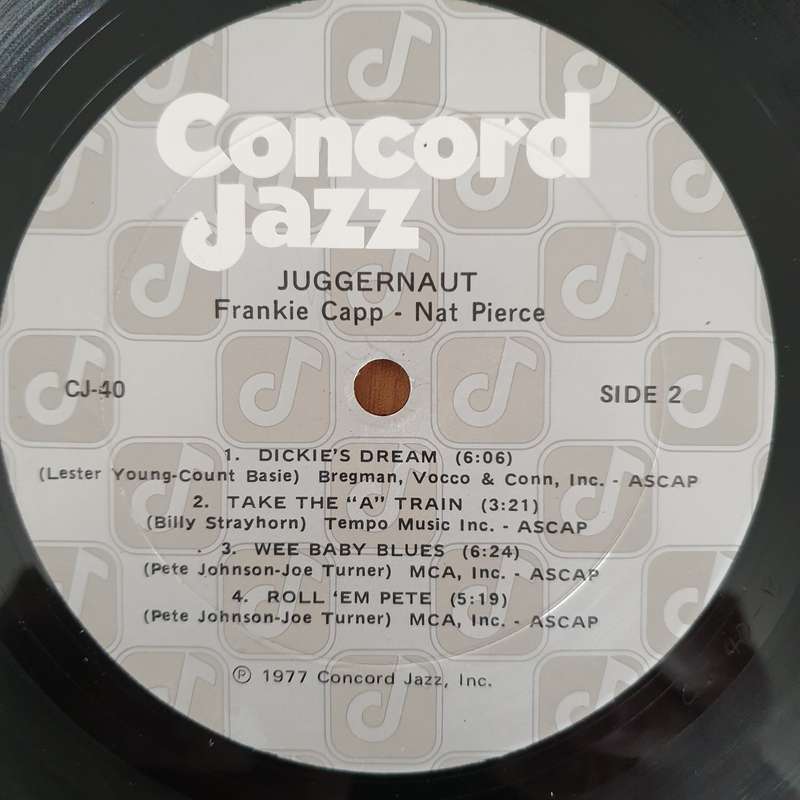 Concord
Jazz
JUGGERNAUT
Frankie Capp - Nat Pierce
CJ-40
SIDE 2
1. DICKIE'S DREAM (6:06)
(Lester Young-Count Basie) Bregman, Vocco & Conn, Inc. - ASCAP
2. TAKE THE "A" TRAIN (3:21)
(Billy Strayhorn) Tempo Music Inc. - ASCAP
3. WEE BABY BLUES (6:24)
(Pete Johnson-Joe Turner) MCA, Inc. - ASCAP
4. ROLL 'EM PETE (5:19)
(Pete Johnson-Joe Turner) MCA, Inc. - ASCAP
℗ 1977 Concord Jazz, Inc.